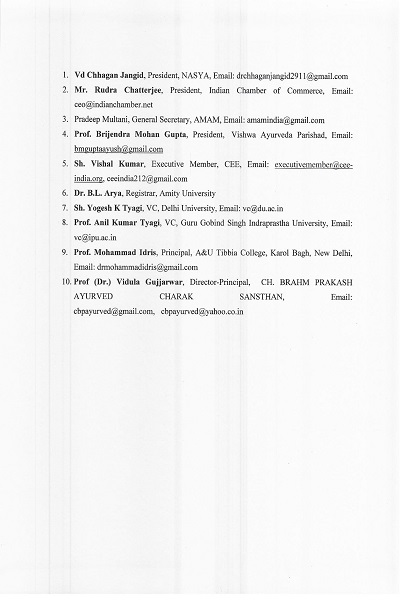 1. Vd Chhagan Jangid, President, NASYA, Email: drchhaganjangid2911@gmail.com
2. Mr. Rudra Chatterjee, President, Indian Chamber of Commerce, Email:
ceo@indianchamber.net
3. Pradeep Multani, General Secretary, AMAM, Email: amamindia@gmail.com
4. Prof. Brijendra Mohan Gupta, President, Vishwa Ayurveda Parishad, Email:
bmguptaayush@gmail.com
5. Sh. Vishal Kumar, Executive Member, CEE, Email: executivemember@cee-
india.org, ceeindia212@gmail.com
6. Dr. B.L. Arya, Registrar, Amity University
7. Sh. Yogesh K Tyagi, VC, Delhi University, Email: vc@du.ac.in
8. Prof. Anil Kumar Tyagi, VC, Guru Gobind Singh Indraprastha University, Email:
vc@ipu.ac.in
9. Prof. Mohammad Idris, Principal, A&U Tibbia College, Karol Bagh, New Delhi,
Email: drmohammadidris@gmail.com
10. Prof (Dr.) Vidula Gujjarwar, Director-Principal, CH. BRAHM PRAKASH
AYURVED CHARAK SANSTHAN, Email:
cbpayurved@gmail.com, cbpayurved@yahoo.co.in